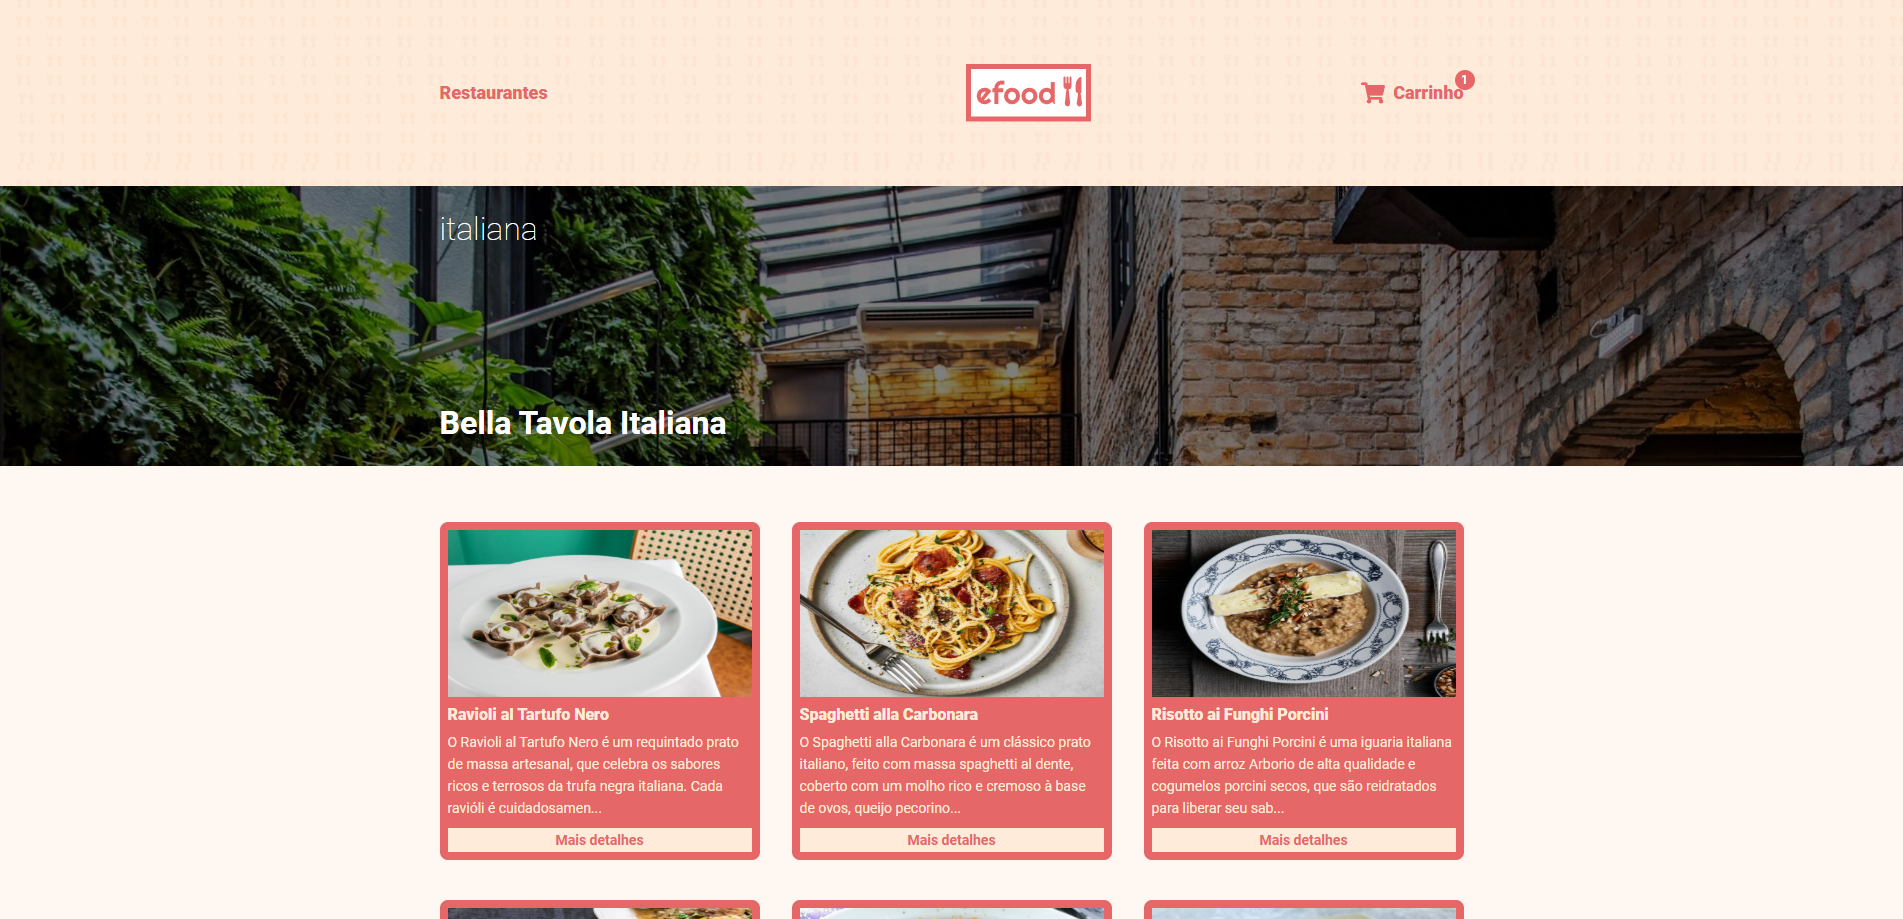 Restaurantes
efood
Carrinho
1
italiana
Bella Tavola Italiana
Ravioli al Tartufo Nero
O Ravioli al Tartufo Nero é um requintado prato
de massa artesanal, que celebra os sabores
ricos e terrosos da trufa negra italiana. Cada
ravióli é cuidadosamen...
Mais detalhes
Spaghetti alla Carbonara
O Spaghetti alla Carbonara é um clássico prato
italiano, feito com massa spaghetti al dente,
coberto com um molho rico e cremoso à base
de ovos, queijo pecorino...
Mais detalhes
Risotto ai Funghi Porcini
O Risotto ai Funghi Porcini é uma iguaria italiana
feita com arroz Arborio de alta qualidade e
cogumelos porcini secos, que são reidratados
para liberar seu sab...
Mais detalhes